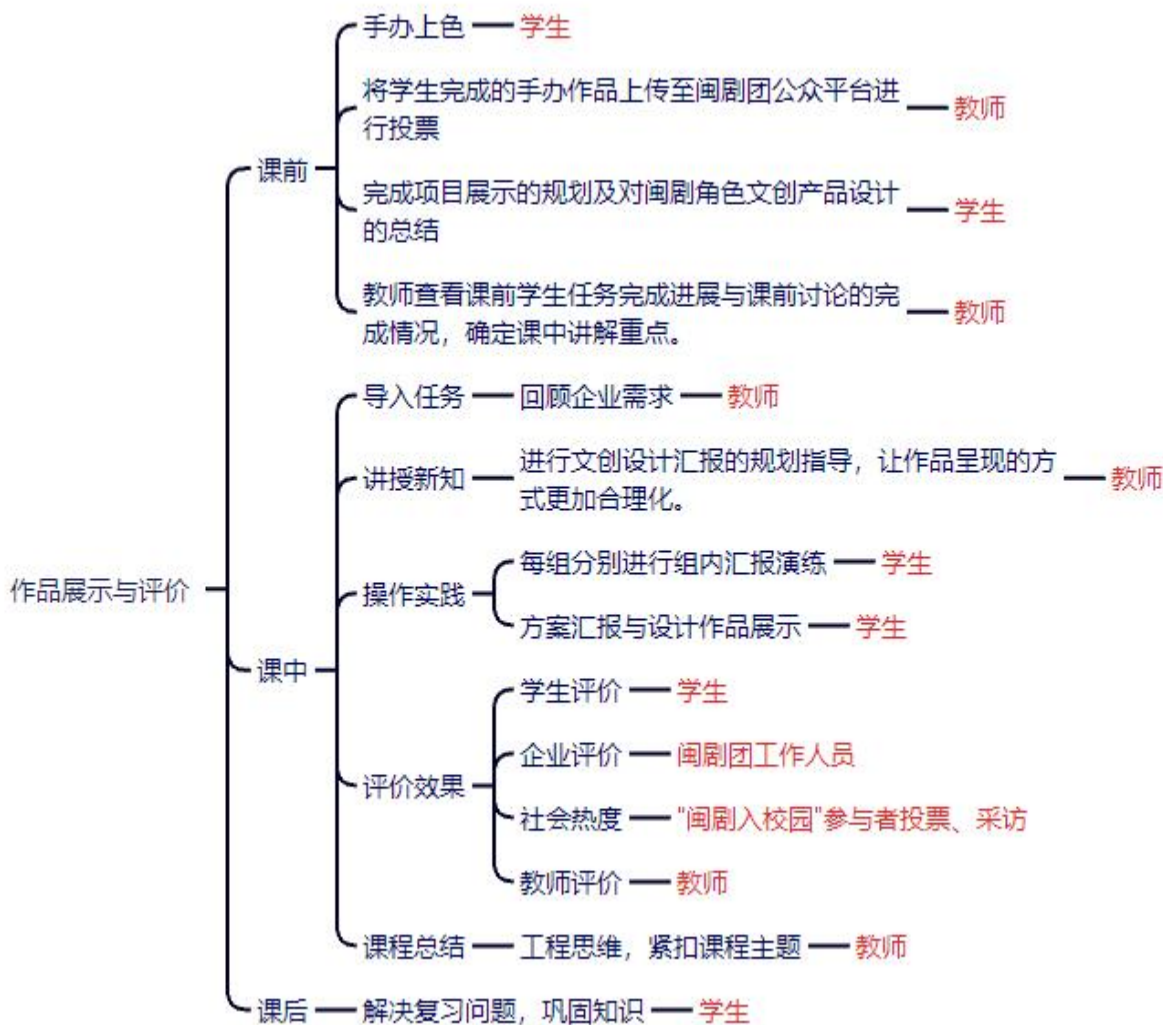 手办上色
学生
将学生完成的手办作品上传至闽剧团公众平台进
行投票
教师
课前
完成项目展示的规划及对闽剧角色文创产品设计
的总结
学生
教师查看课前学生任务完成进展与课前讨论的完
成情况，确定课中讲解重点。
教师
导入任务
回顾企业需求
教师
讲授新知
进行文创设计汇报的规划指导，让作品呈现的方
式更加合理化。
教师
作品展示与评价
操作实践
每组分别进行组内汇报演练
学生
方案汇报与设计作品展示
学生
课中
评价效果
学生评价
学生
企业评价
闽剧团工作人员
社会热度
"闽剧入校园"参与者投票、采访
教师评价
教师
课程总结
工程思维，紧扣课程主题
教师
课后
解决复习问题，巩固知识
学生